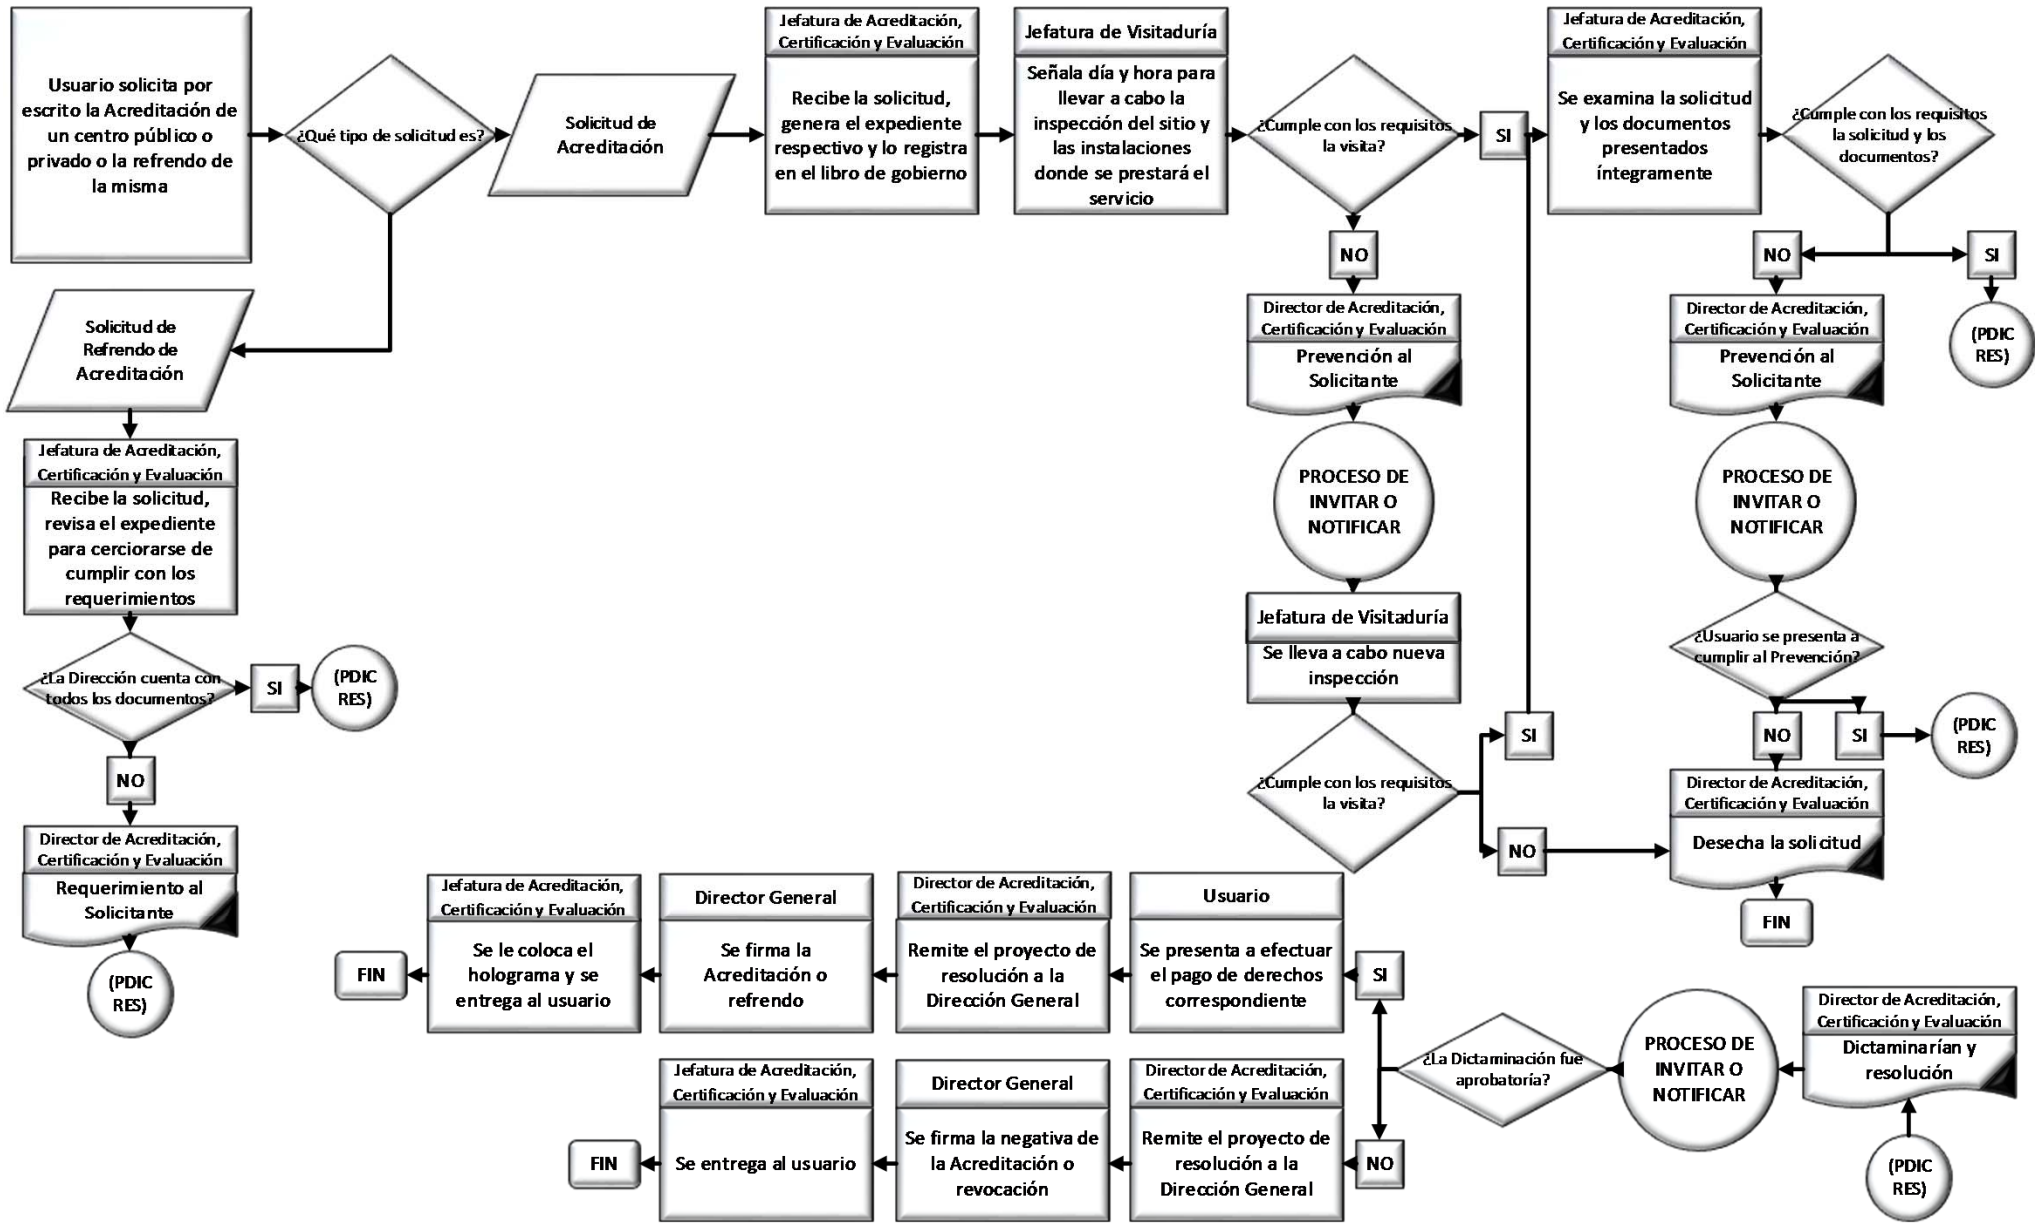 Usuario solicita por
escrito la Acreditación de
un centro público o
privado o la refrendo de
la misma
¿Qué tipo de solicitud es?
Solicitud de
Acreditación
Jefatura de Acreditación,
Certificación y Evaluación
Recibe la solicitud,
genera el expediente
respectivo y lo registra
en el libro de gobierno
Jefatura de Visitaduría
Señala día y hora para
llevar a cabo la
inspección del sitio y
las instalaciones
donde se prestará el
servicio
¿Cumple con los requisitos
la visita?
SI
Jefatura de Acreditación,
Certificación y Evaluación
Se examina la solicitud
y los documentos
presentados
íntegramente
¿Cumple con los requisitos
la solicitud y los
documentos?
NO
SI
(PDIC
RES)
Director de Acreditación,
Certificación y Evaluación
Prevención al
Solicitante
PROCESO DE
INVITAR O
NOTIFICAR
¿Usuario se presenta a
cumplir al Prevención?
NO
SI
(PDIC
RES)
Director de Acreditación,
Certificación y Evaluación
Desecha la solicitud
FIN
NO
Director de Acreditación,
Certificación y Evaluación
Prevención al
Solicitante
PROCESO DE
INVITAR O
NOTIFICAR
Jefatura de Visitaduría
Se lleva a cabo nueva
inspección
¿Cumple con los requisitos
la visita?
SI
NO
Solicitud de
Refrendo de
Acreditación
Jefatura de Acreditación,
Certificación y Evaluación
Recibe la solicitud,
revisa el expediente
para cerciorarse de
cumplir con los
requerimientos
¿La Dirección cuenta con
todos los documentos?
SI
(PDIC
RES)
NO
Director de Acreditación,
Certificación y Evaluación
Requerimiento al
Solicitante
(PDIC
RES)
(PDIC
RES)
Director de Acreditación,
Certificación y Evaluación
Dictaminarían y
resolución
PROCESO DE
INVITAR O
NOTIFICAR
¿La Dictaminación fue
aprobatoría?
SI
Usuario
Se presenta a efectuar
el pago de derechos
correspondiente
Director de Acreditación,
Certificación y Evaluación
Remite el proyecto de
resolución a la
Dirección General
Director General
Se firma la
Acreditación o
refrendo
Jefatura de Acreditación,
Certificación y Evaluación
Se le coloca el
holograma y se
entrega al usuario
FIN
NO
Director de Acreditación,
Certificación y Evaluación
Remite el proyecto de
resolución a la
Dirección General
Director General
Se firma la negativa de
la Acreditación o
revocación
Jefatura de Acreditación,
Certificación y Evaluación
Se entrega al usuario
FIN